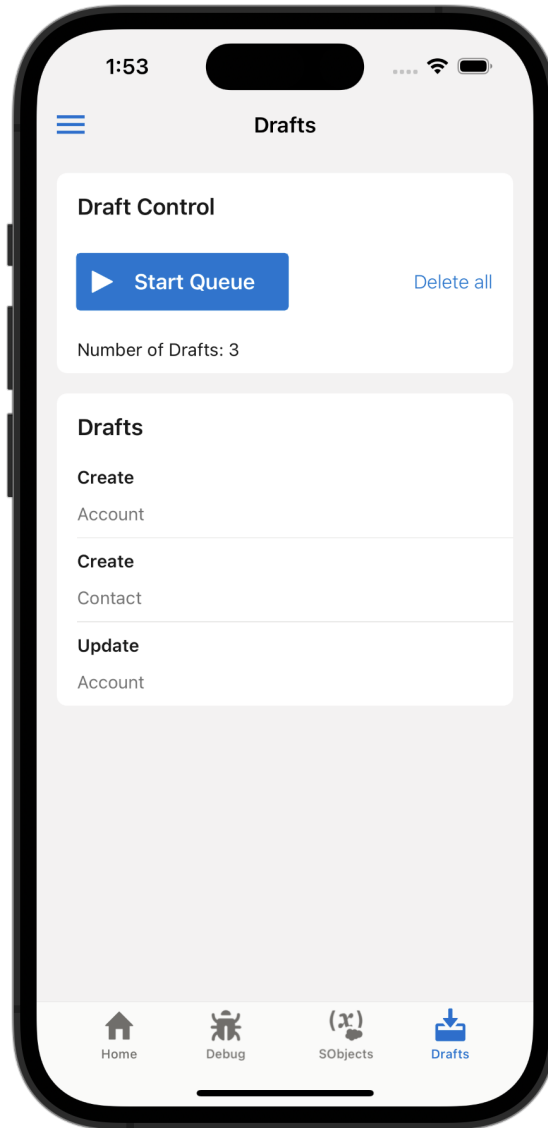 1:53
Drafts
Draft Control
Start Queue
Delete all
Number of Drafts: 3
Drafts
Create
Account
Create
Contact
Update
Account
(x)
Home
Debug
SObjects
Drafts